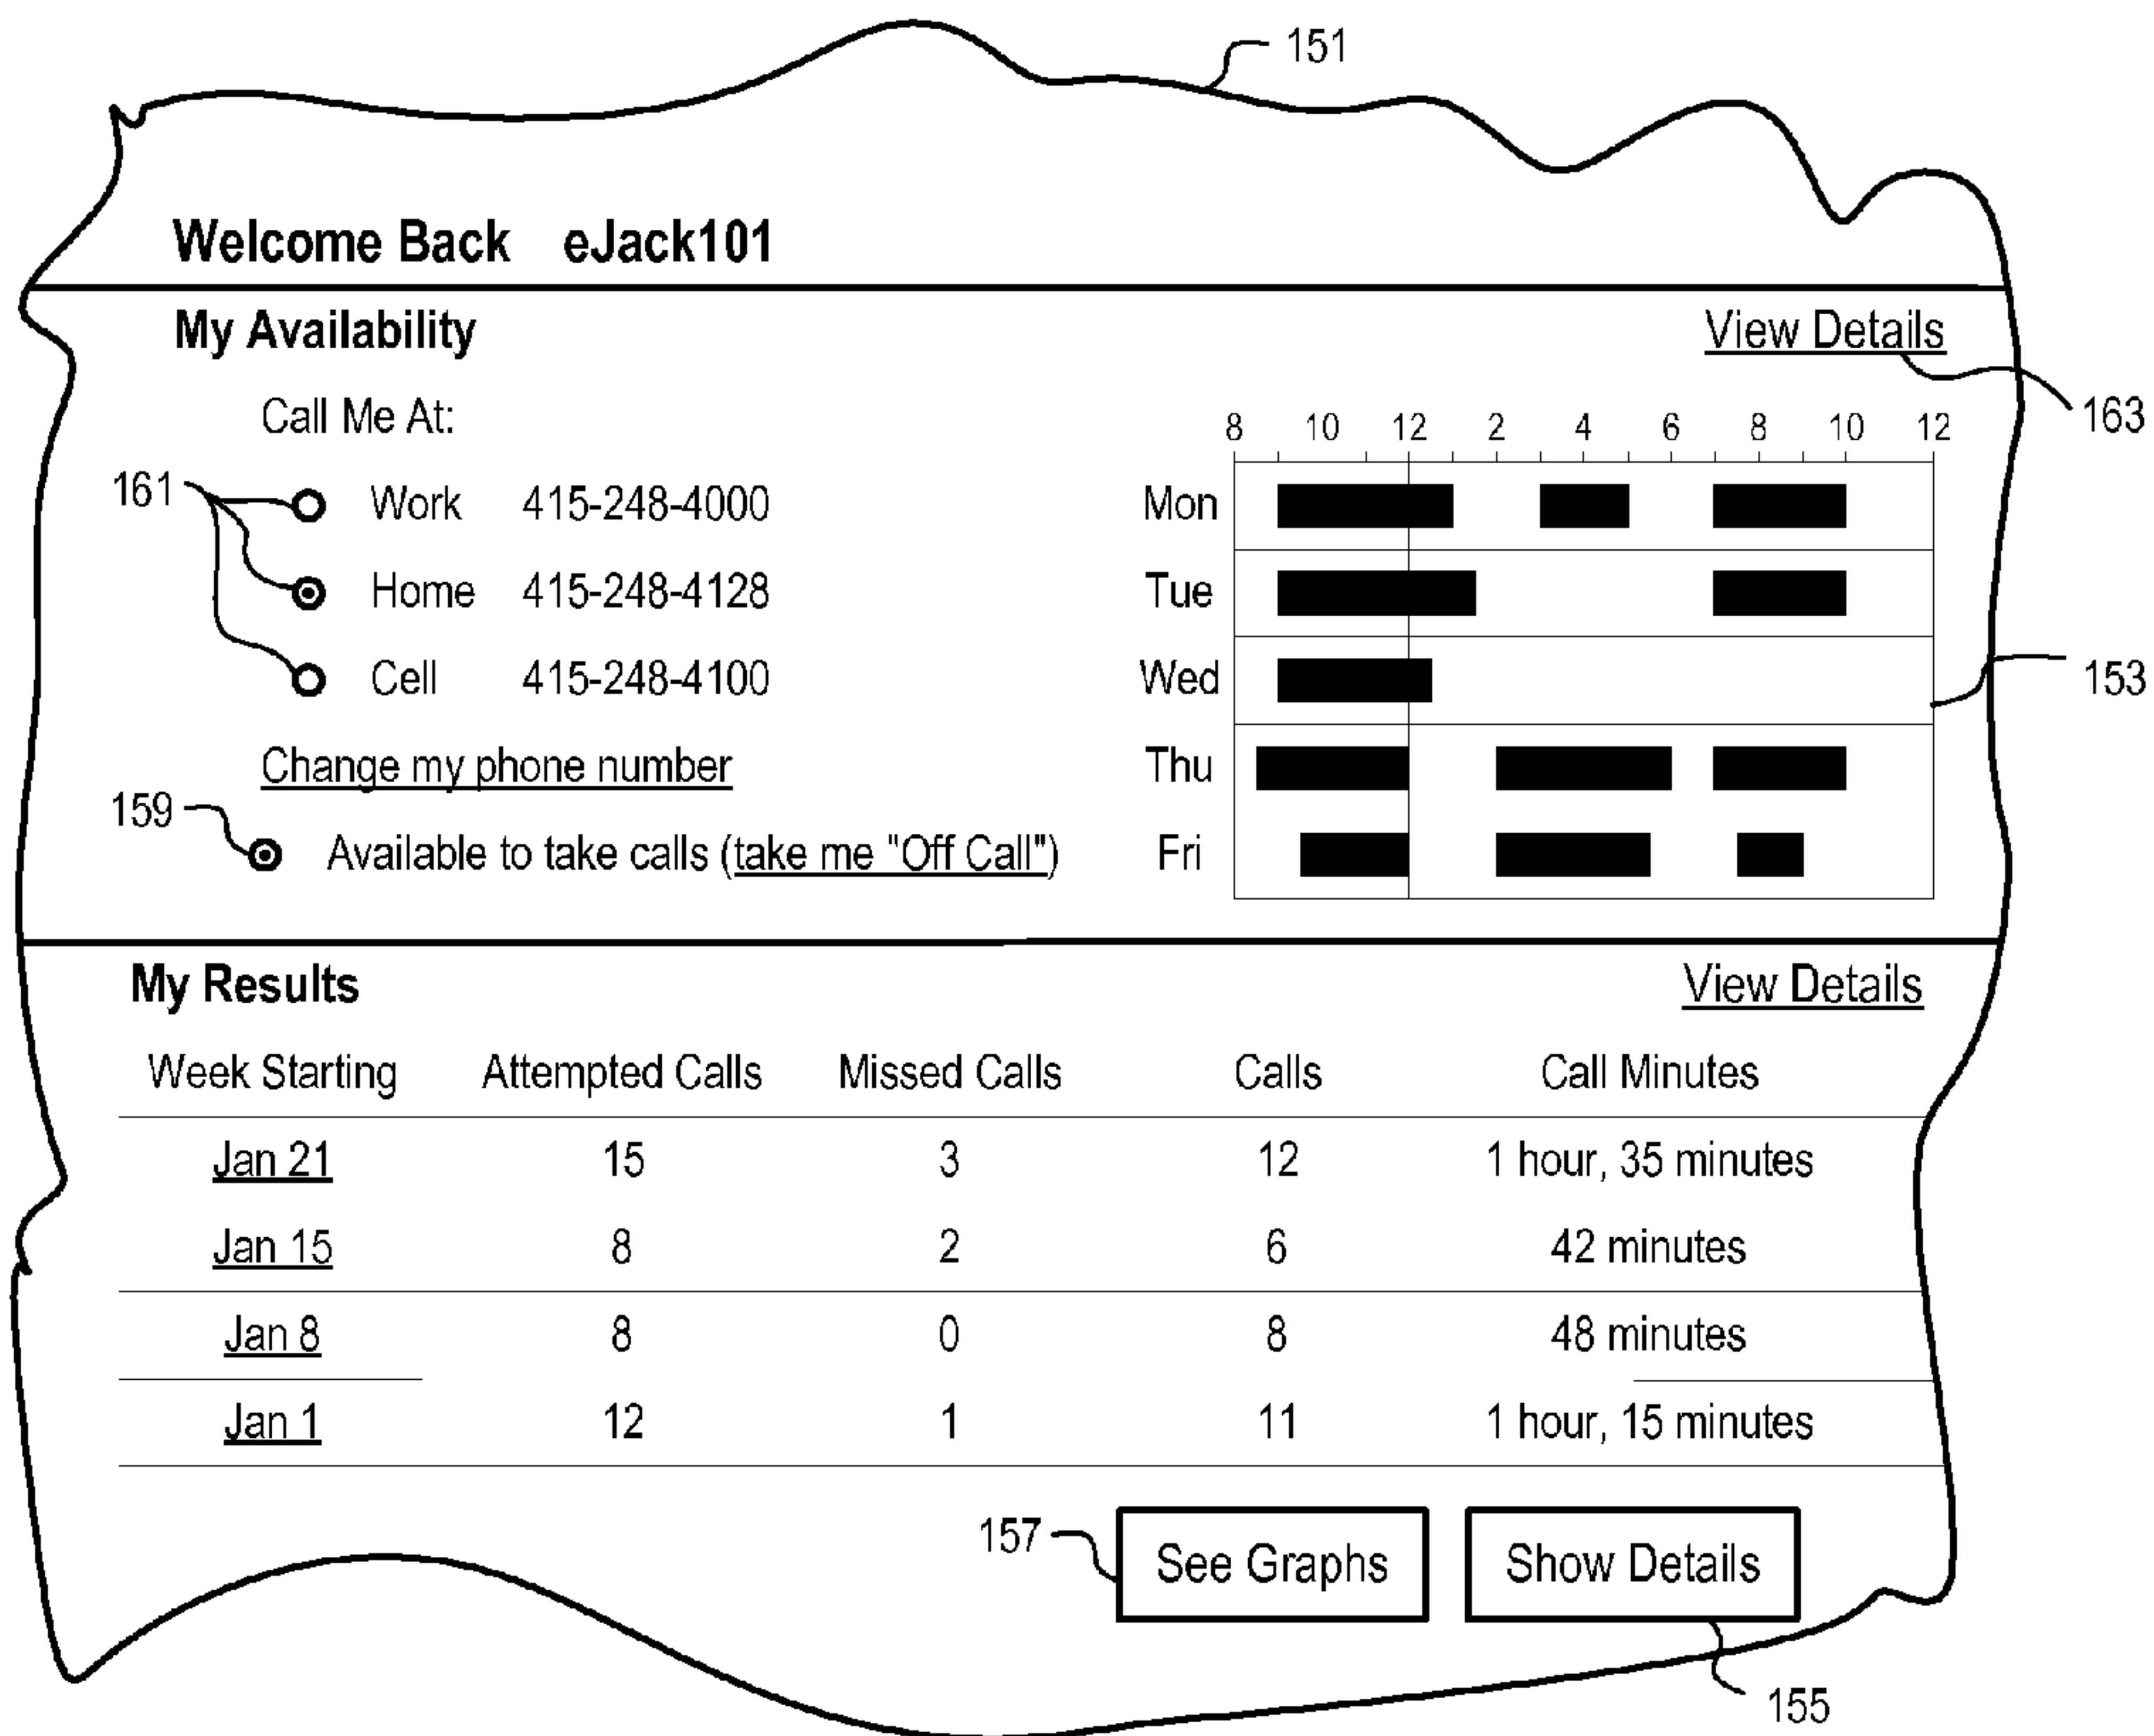 151
Welcome Back eJack101
My Availability View Details
163
Call Me At:
8 10 12 2 4 6 8 10 12
161 Work 415-248-4000 Mon
Home 415-248-4128 Tue
Cell 415-248-4100 Wed
153
Change my phone number Thu
159
Available to take calls (take me "Off Call") Fri
My Results View Details
Week Starting Attempted Calls Missed Calls Calls Call Minutes
Jan 21 15 3 12 1 hour, 35 minutes
Jan 15 8 2 6 42 minutes
Jan 8 8 0 8 48 minutes
Jan 1 12 1 11 1 hour, 15 minutes
157 See Graphs Show Details
155